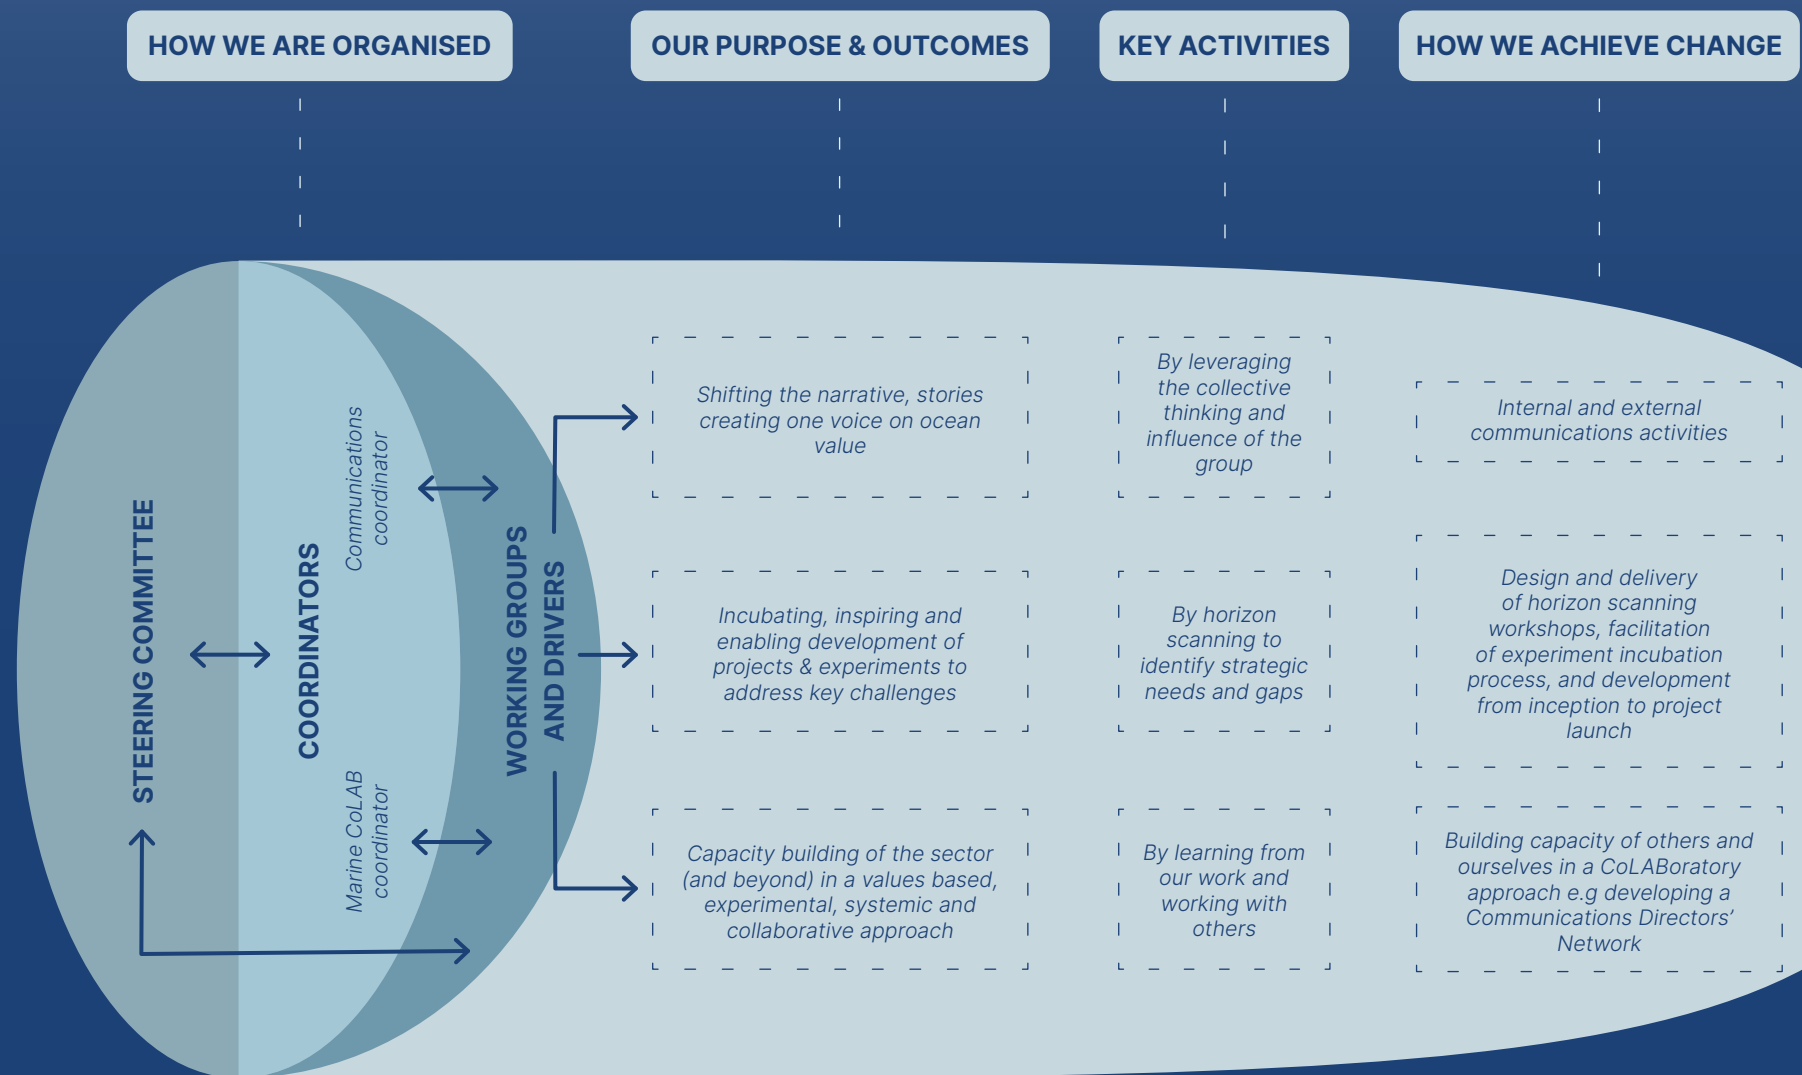 HOW WE ARE ORGANISED
OUR PURPOSE & OUTCOMES
KEY ACTIVITIES
HOW WE ACHIEVE CHANGE
STEERING COMMITTEE
COORDINATORS
Communications
coordinator
Marine CoLAB
coordinator
WORKING GROUPS
AND DRIVERS
Shifting the narrative, stories
creating one voice on ocean
value
By leveraging
the collective
thinking and
influence of the
group
Internal and external
communications activities
Incubating, inspiring and
enabling development of
projects & experiments to
address key challenges
By horizon
scanning to
identify strategic
needs and gaps
Design and delivery
of horizon scanning
workshops, facilitation
of experiment incubation
process, and development
from inception to project
launch
Capacity building of the sector
(and beyond) in a values based,
experimental, systemic and
collaborative approach
By learning from
our work and
working with
others
Building capacity of others and
ourselves in a CoLABoratory
approach e.g developing a
Communications Directors’
Network